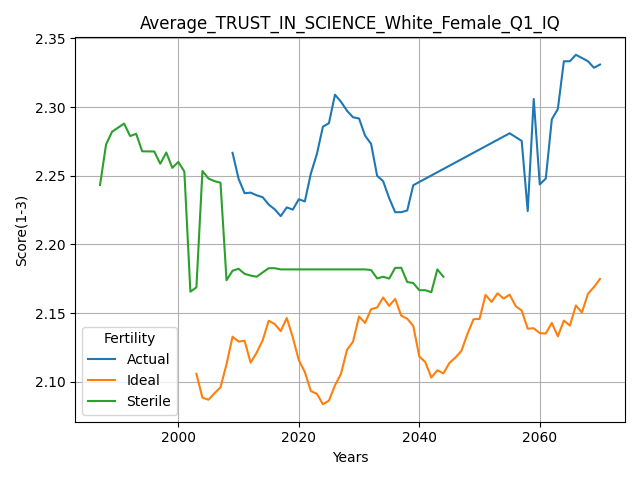 Average_TRUST_IN_SCIENCE_White_Female_Q1_IQ
Score(1-3)
2.35
2.30
2.25
2.20
2.15
2.10
Fertility
Actual
Ideal
Sterile
2000
2020
2040
2060
Years